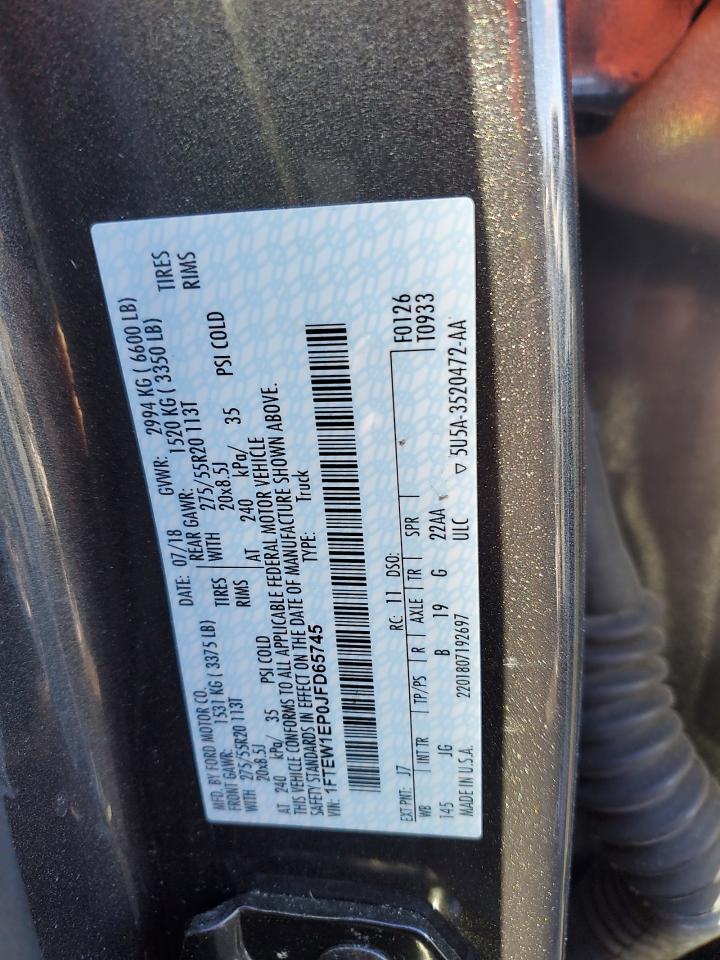 MFD. BY FORD MOTOR CO. DATE: 07/18 GVWR: 2994 KG ( 6600 LB)
FRONT GAWR: 1531 KG ( 3375 LB) REAR GAWR: 1520 KG ( 3350 LB)
WITH 275/55R20 113T TIRES WITH 275/55R20 113T TIRES
20x8.5J RIMS 20x8.5J RIMS
AT 240 kPa/ 35 PSI COLD AT 240 kPa/ 35 PSI COLD
THIS VEHICLE CONFORMS TO ALL APPLICABLE FEDERAL MOTOR VEHICLE
SAFETY STANDARDS IN EFFECT ON THE DATE OF MANUFACTURE SHOWN ABOVE.
VIN: 1FTEW1EP0JFD65745 TYPE: Truck
F0126
T0933
EXT PNT: J7 RC: 11 DSO:
WB INT TR TP/PS R AXLE TR SPR
145 JG B 19 G 22AA
MADE IN U.S.A. 2201807192697 ULC ▽ 5U5A-3520472-AA